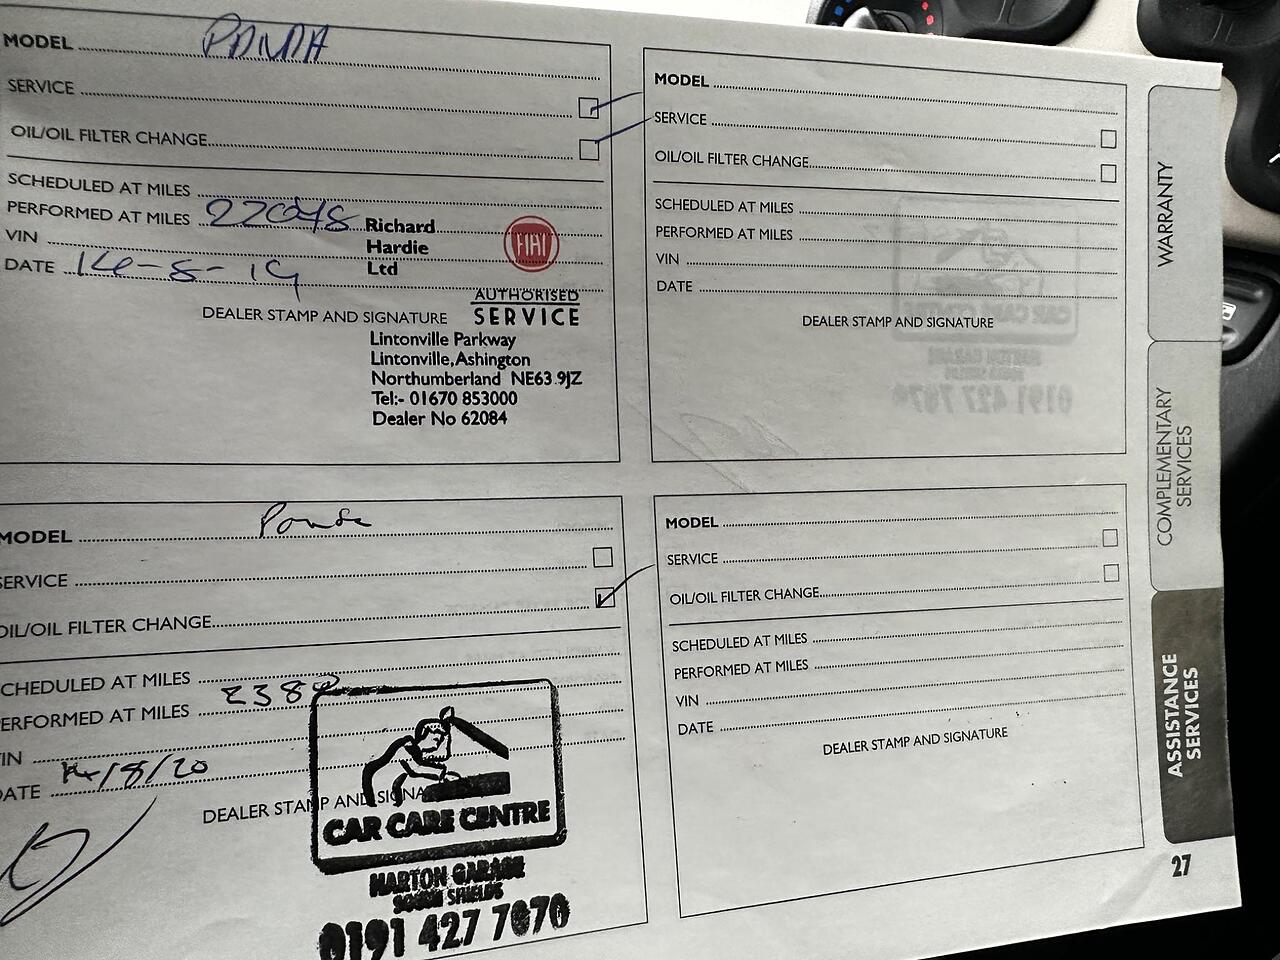 MODEL PANDA
SERVICE
OIL/OIL FILTER CHANGE
SCHEDULED AT MILES
PERFORMED AT MILES 22048
VIN
DATE 14-8-19
Richard
Hardie
Ltd
FIAT
AUTHORISED
SERVICE
DEALER STAMP AND SIGNATURE
Lintonville Parkway
Lintonville, Ashington
Northumberland NE63 9JZ
Tel:- 01670 853000
Dealer No 62084
MODEL
SERVICE
OIL/OIL FILTER CHANGE
SCHEDULED AT MILES
PERFORMED AT MILES
VIN
DATE
DEALER STAMP AND SIGNATURE
MODEL Panda
SERVICE
OIL/OIL FILTER CHANGE
SCHEDULED AT MILES
PERFORMED AT MILES
VIN
DATE 14/8/20
DEALER STAMP AND SIGNA
CAR CARE CENTRE
HARTON GARAGE
SOUTH SHIELDS
0191 427 7070
MODEL
SERVICE
OIL/OIL FILTER CHANGE
SCHEDULED AT MILES
PERFORMED AT MILES
VIN
DATE
DEALER STAMP AND SIGNATURE
WARRANTY
COMPLEMENTARY
SERVICES
ASSISTANCE
SERVICES
27